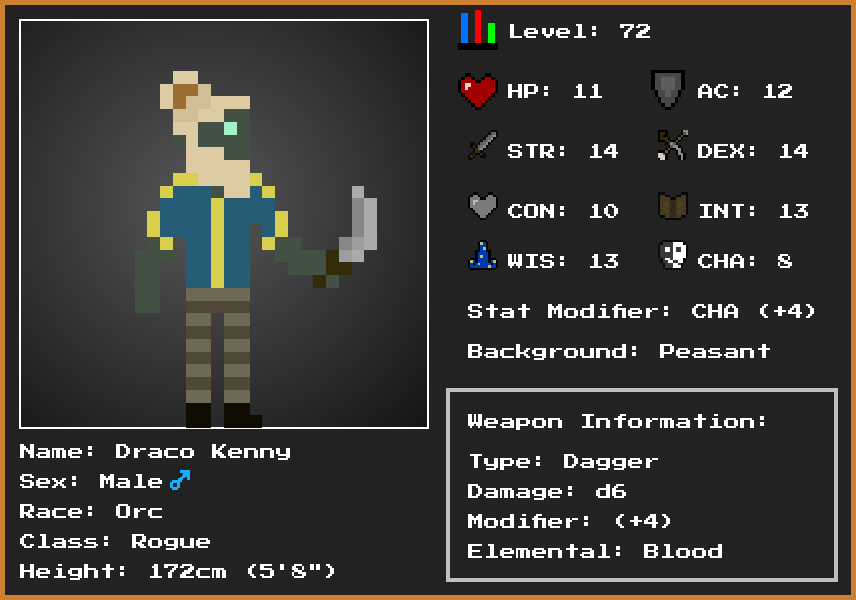 Level: 72
HP: 11 AC: 12
STR: 14 DEX: 14
CON: 10 INT: 13
WIS: 13 CHA: 8
Stat Modifier: CHA (+4)
Background: Peasant
Weapon Information:
Type: Dagger
Damage: d6
Modifier: (+4)
Elemental: Blood
Name: Draco Kenny
Sex: Male ♂
Race: Orc
Class: Rogue
Height: 172cm (5'8")